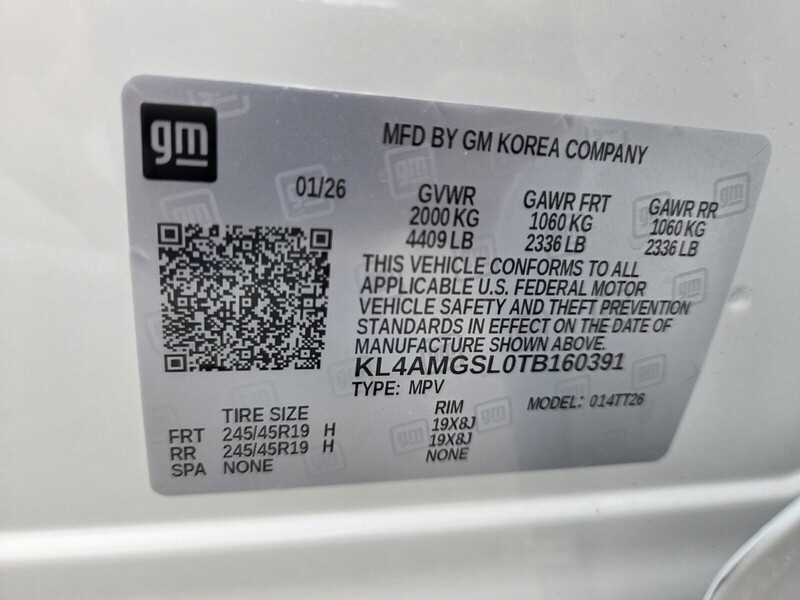 gm
MFD BY GM KOREA COMPANY
01/26
GVWR
2000 KG
4409 LB
GAWR FRT
1060 KG
2336 LB
GAWR RR
1060 KG
2336 LB
THIS VEHICLE CONFORMS TO ALL
APPLICABLE U.S. FEDERAL MOTOR
VEHICLE SAFETY AND THEFT PREVENTION
STANDARDS IN EFFECT ON THE DATE OF
MANUFACTURE SHOWN ABOVE.
KL4AMGSL0TB160391
TYPE: MPV
MODEL: 014TT26
TIRE SIZE RIM
FRT 245/45R19 H 19X8J
RR 245/45R19 H 19X8J
SPA NONE NONE